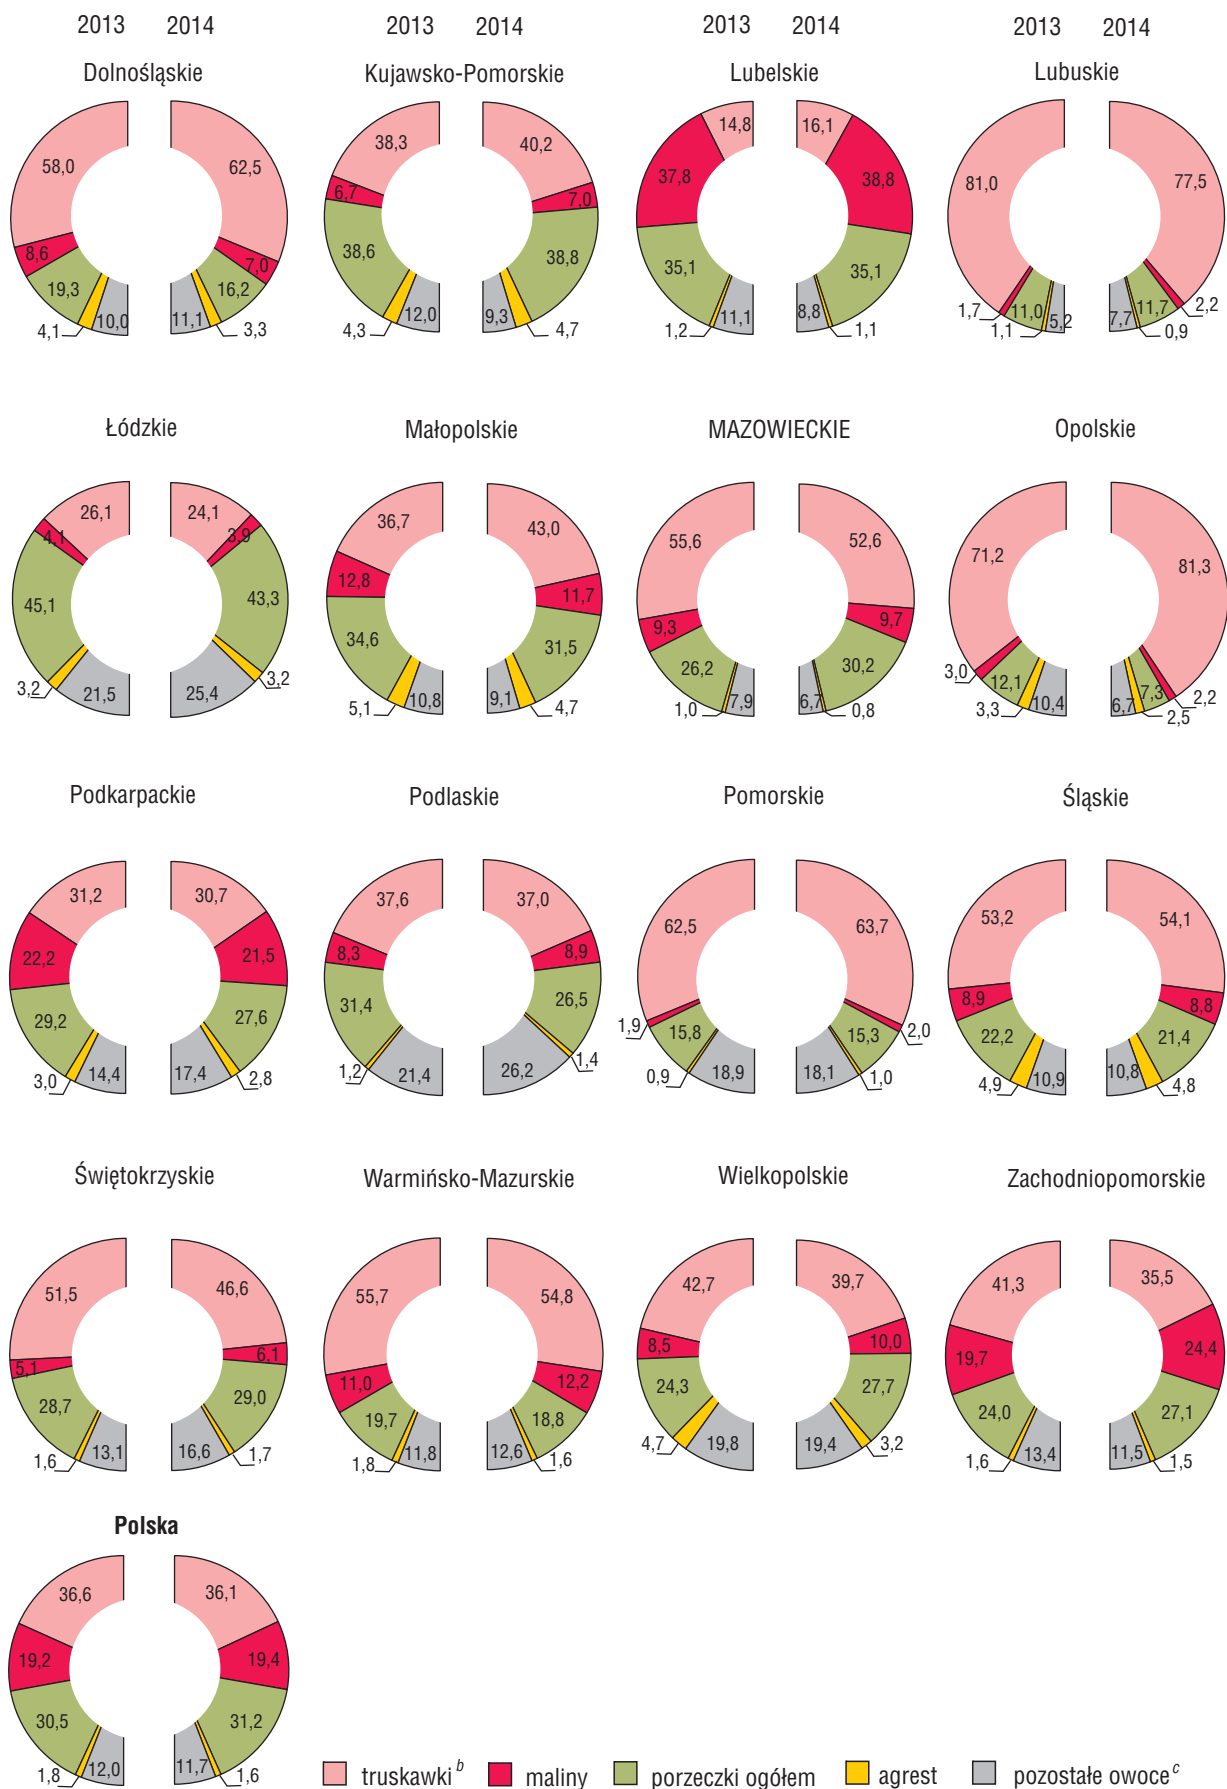 2013 2014 2013 2014 2013 2014 2013 2014
Dolnośląskie Kujawsko-Pomorskie Lubelskie Lubuskie
58,0 62,5 38,3 40,2 14,8 16,1 81,0 77,5
8,6 7,0 6,7 7,0 37,8 38,8 1,7 2,2
19,3 16,2 38,6 38,8 35,1 35,1 11,0 11,7
4,1 3,3 4,3 4,7 1,2 1,1 1,1 0,9
10,0 11,1 12,0 9,3 11,1 8,8 5,2 7,7
Łódzkie Małopolskie MAZOWIECKIE Opolskie
26,1 24,1 36,7 43,0 55,6 52,6 71,2 81,3
4,1 3,9 12,8 11,7 9,3 9,7 3,0 2,2
45,1 43,3 34,6 31,5 26,2 30,2 12,1 7,3
3,2 3,2 5,1 4,7 1,0 0,8 3,3 2,5
21,5 25,4 10,8 9,1 7,9 6,7 10,4 6,7
Podkarpackie Podlaskie Pomorskie Śląskie
31,2 30,7 37,6 37,0 62,5 63,7 53,2 54,1
22,2 21,5 8,3 8,9 1,9 2,0 8,9 8,8
29,2 27,6 31,4 26,5 15,8 15,3 22,2 21,4
3,0 2,8 1,2 1,4 0,9 1,0 4,9 4,8
14,4 17,4 21,4 26,2 18,9 18,1 10,9 10,8
Świętokrzyskie Warmińsko-Mazurskie Wielkopolskie Zachodniopomorskie
51,5 46,6 55,7 54,8 42,7 39,7 41,3 35,5
5,1 6,1 11,0 12,2 8,5 10,0 19,7 24,4
28,7 29,0 19,7 18,8 24,3 27,7 24,0 27,1
1,6 1,7 1,8 1,6 4,7 3,2 1,6 1,5
13,1 16,6 11,8 12,6 19,8 19,4 13,4 11,5
Polska
36,6 36,1
19,2 19,4
30,5 31,2
1,8 1,6
12,0 11,7
truskawki b maliny porzeczki ogółem agrest pozostałe owoce c